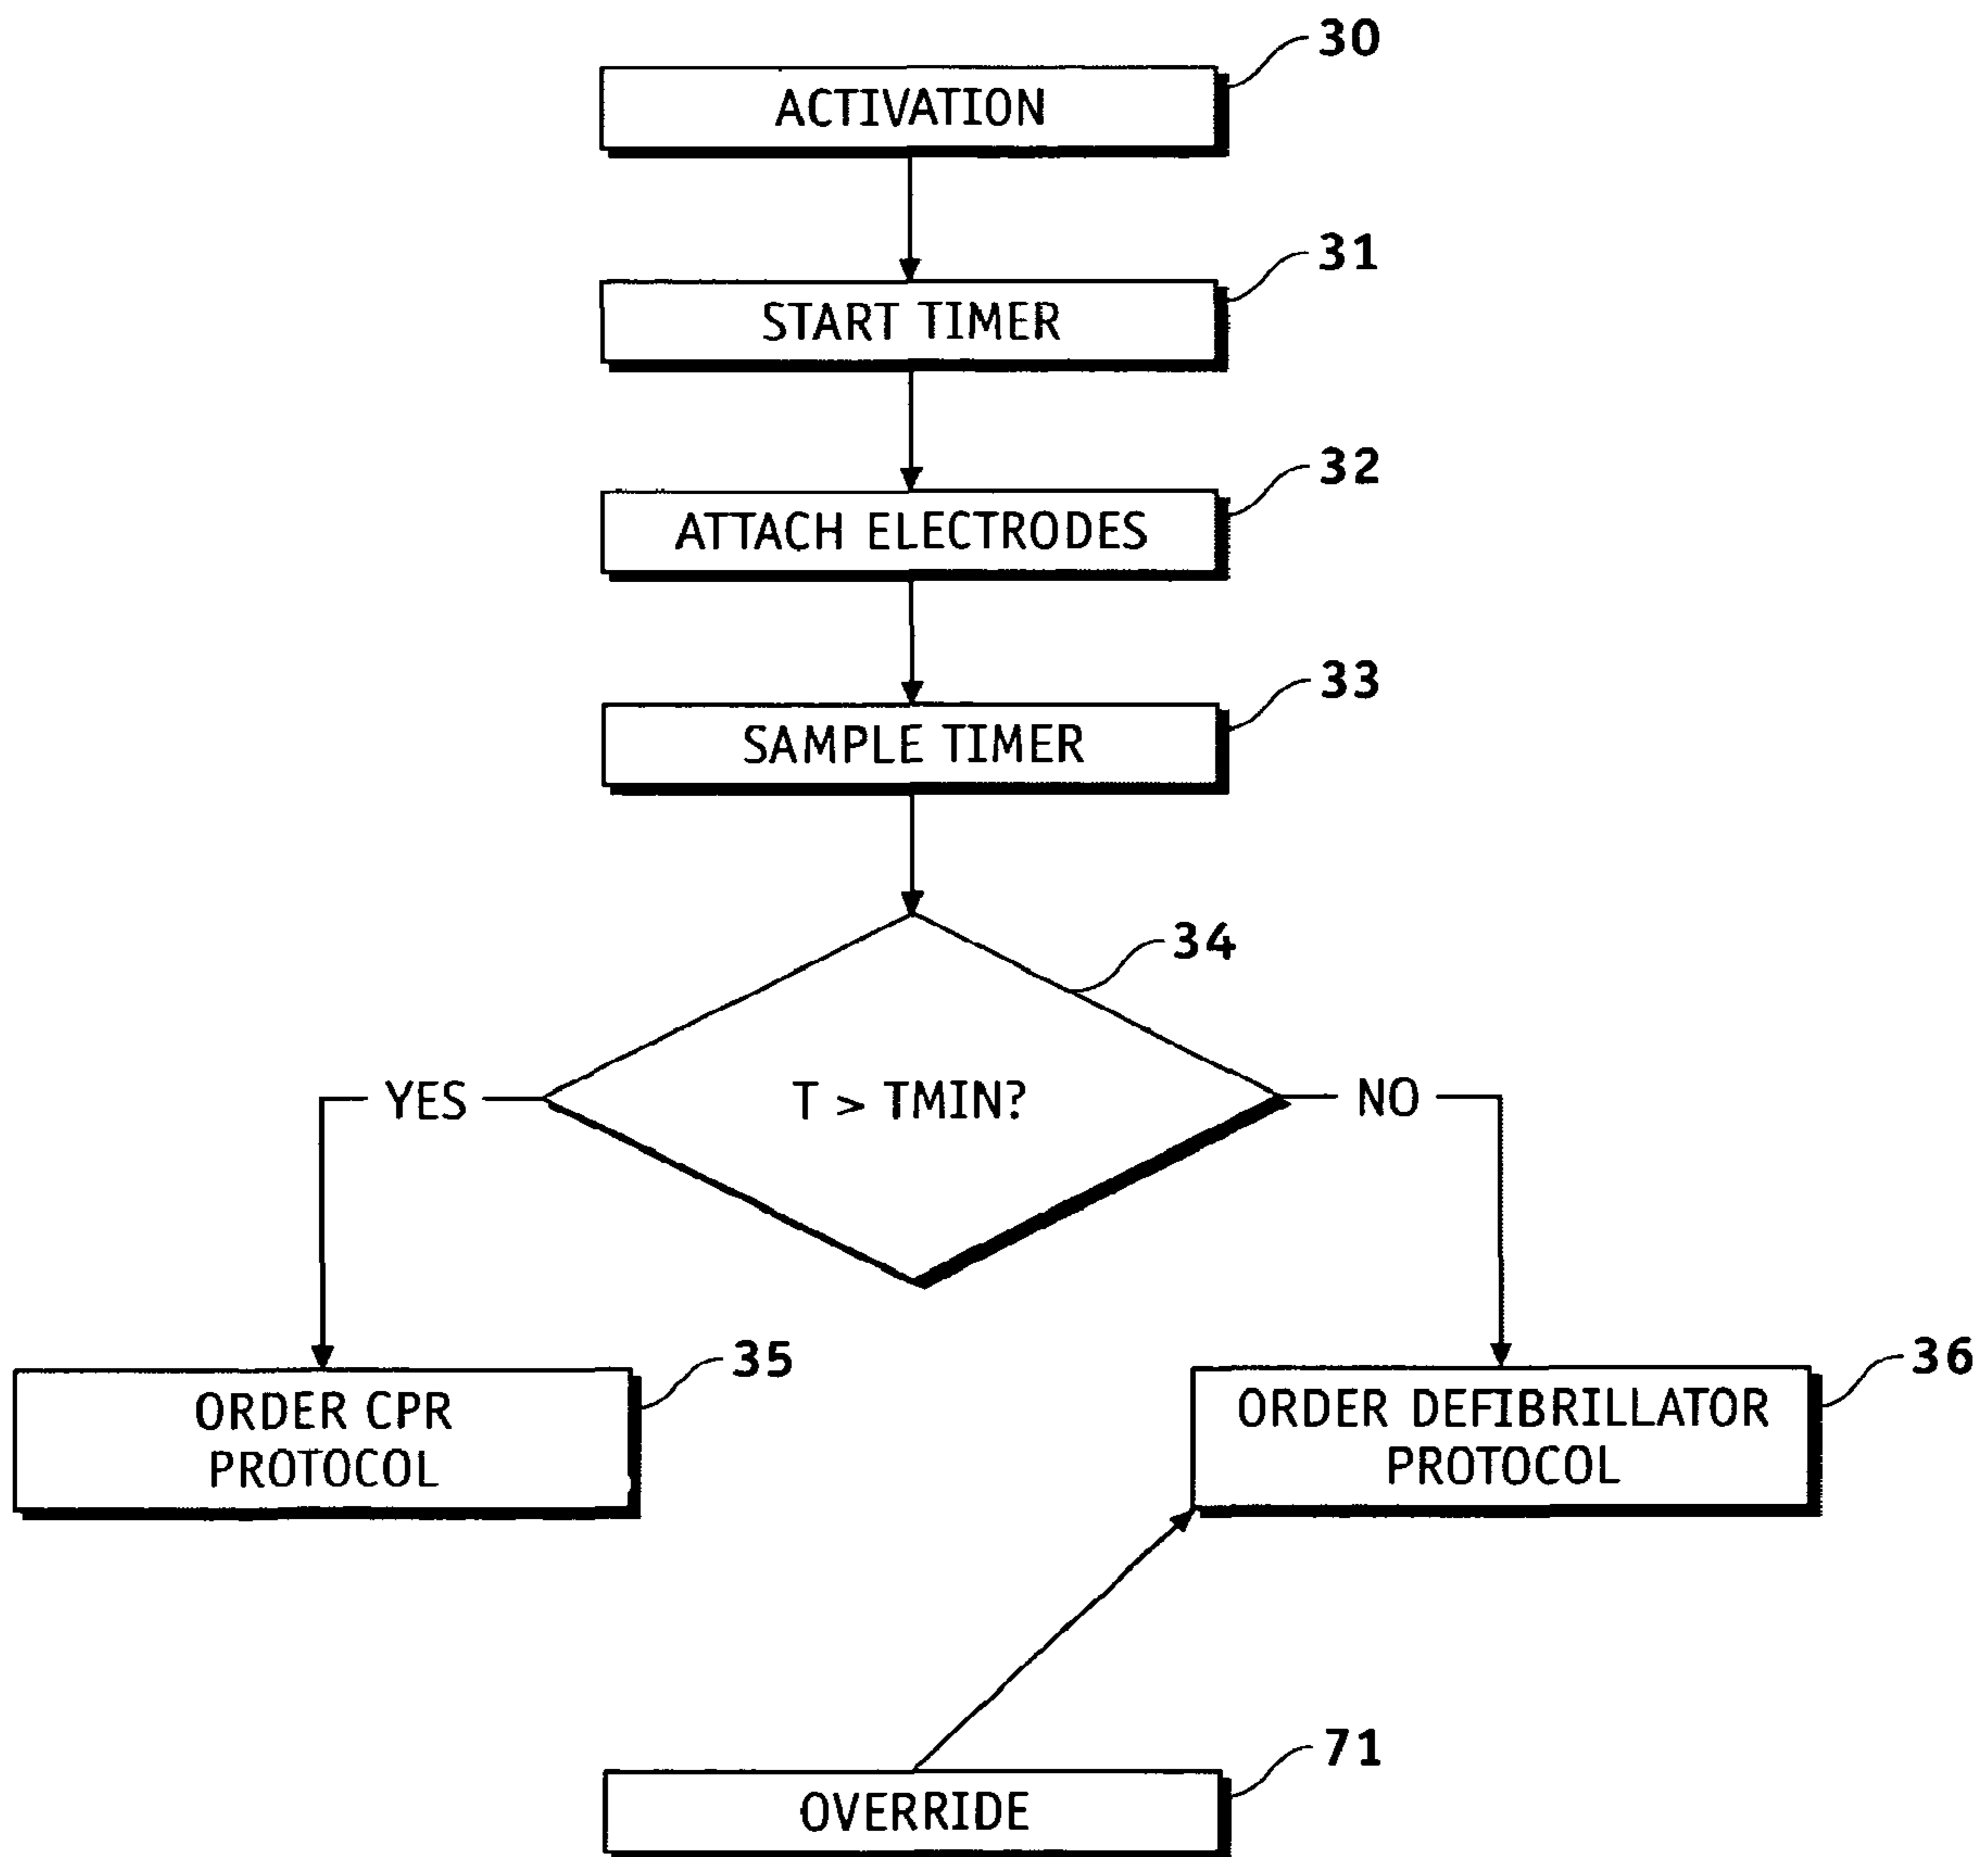 30
ACTIVATION
31
START TIMER
32
ATTACH ELECTRODES
33
SAMPLE TIMER
34
T > TMIN?
YES
NO
35
ORDER CPR
PROTOCOL
36
ORDER DEFIBRILLATOR
PROTOCOL
71
OVERRIDE